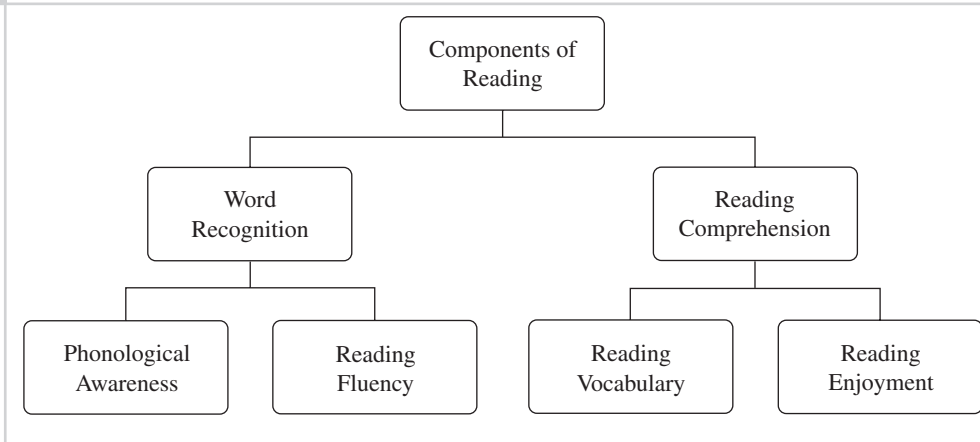 Components of
Reading
Word
Recognition
Reading
Comprehension
Phonological
Awareness
Reading
Fluency
Reading
Vocabulary
Reading
Enjoyment